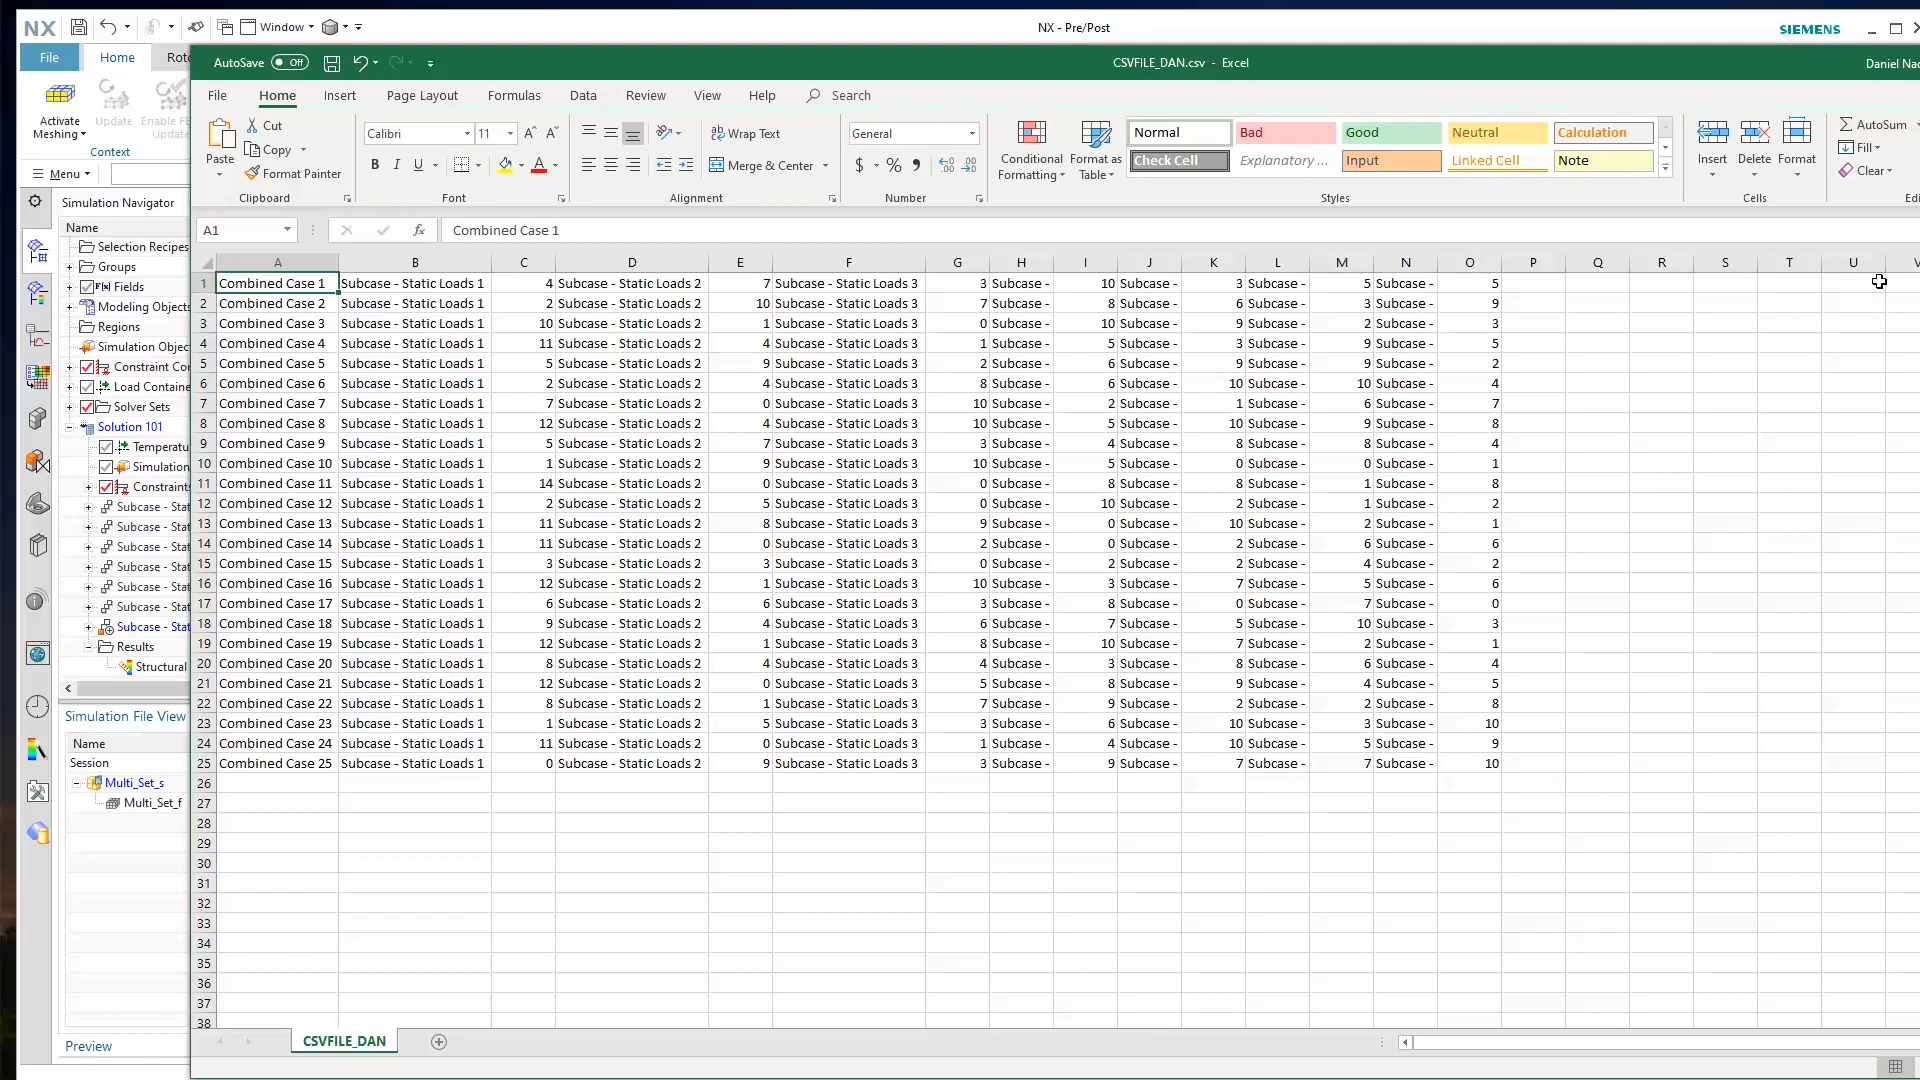 NX Window NX - Pre/Post SIEMENS
File Home Roto
Activate Meshing Update Enable FE Update
Context
Menu
Simulation Navigator
Name
Selection Recipes
Groups
Fields
Modeling Objects
Regions
Simulation Objec
Constraint Co
Load Containe
Solver Sets
Solution 101
Temperatu
Simulation
Constraints
Subcase - Stat
Subcase - Stat
Subcase - Stat
Subcase - Stat
Subcase - Stat
Subcase - Stat
Subcase - Stat
Results
Structural
Simulation File View
Name
Session
Multi_Set_s
Multi_Set_f
Preview
AutoSave Off CSVFILE_DAN.csv - Excel Daniel Nad
File Home Insert Page Layout Formulas Data Review View Help Search
Paste Cut Copy Format Painter
Calibri 11
B I U
Wrap Text
Merge & Center
General
$ % ,
Conditional Formatting Format as Table
Normal Bad Good Neutral Calculation
Check Cell Explanatory ... Input Linked Cell Note
Insert Delete Format
AutoSum
Fill
Clear
Clipboard Font Alignment Number Styles Cells Edi
A1 fx Combined Case 1
A B C D E F G H I J K L M N O P Q R S T U V
1 Combined Case 1 Subcase - Static Loads 1 4 Subcase - Static Loads 2 7 Subcase - Static Loads 3 3 Subcase - 10 Subcase - 3 Subcase - 5 Subcase - 5
2 Combined Case 2 Subcase - Static Loads 1 2 Subcase - Static Loads 2 10 Subcase - Static Loads 3 7 Subcase - 8 Subcase - 6 Subcase - 3 Subcase - 9
3 Combined Case 3 Subcase - Static Loads 1 10 Subcase - Static Loads 2 1 Subcase - Static Loads 3 0 Subcase - 10 Subcase - 9 Subcase - 2 Subcase - 3
4 Combined Case 4 Subcase - Static Loads 1 11 Subcase - Static Loads 2 4 Subcase - Static Loads 3 1 Subcase - 5 Subcase - 3 Subcase - 9 Subcase - 5
5 Combined Case 5 Subcase - Static Loads 1 5 Subcase - Static Loads 2 9 Subcase - Static Loads 3 2 Subcase - 6 Subcase - 9 Subcase - 9 Subcase - 2
6 Combined Case 6 Subcase - Static Loads 1 2 Subcase - Static Loads 2 4 Subcase - Static Loads 3 8 Subcase - 6 Subcase - 10 Subcase - 10 Subcase - 4
7 Combined Case 7 Subcase - Static Loads 1 7 Subcase - Static Loads 2 0 Subcase - Static Loads 3 10 Subcase - 2 Subcase - 1 Subcase - 6 Subcase - 7
8 Combined Case 8 Subcase - Static Loads 1 12 Subcase - Static Loads 2 4 Subcase - Static Loads 3 10 Subcase - 5 Subcase - 10 Subcase - 9 Subcase - 8
9 Combined Case 9 Subcase - Static Loads 1 5 Subcase - Static Loads 2 7 Subcase - Static Loads 3 3 Subcase - 4 Subcase - 8 Subcase - 8 Subcase - 4
10 Combined Case 10 Subcase - Static Loads 1 1 Subcase - Static Loads 2 9 Subcase - Static Loads 3 10 Subcase - 5 Subcase - 0 Subcase - 0 Subcase - 1
11 Combined Case 11 Subcase - Static Loads 1 14 Subcase - Static Loads 2 0 Subcase - Static Loads 3 0 Subcase - 8 Subcase - 8 Subcase - 1 Subcase - 8
12 Combined Case 12 Subcase - Static Loads 1 2 Subcase - Static Loads 2 5 Subcase - Static Loads 3 0 Subcase - 10 Subcase - 2 Subcase - 1 Subcase - 2
13 Combined Case 13 Subcase - Static Loads 1 11 Subcase - Static Loads 2 8 Subcase - Static Loads 3 9 Subcase - 0 Subcase - 10 Subcase - 2 Subcase - 1
14 Combined Case 14 Subcase - Static Loads 1 11 Subcase - Static Loads 2 0 Subcase - Static Loads 3 2 Subcase - 0 Subcase - 2 Subcase - 6 Subcase - 6
15 Combined Case 15 Subcase - Static Loads 1 3 Subcase - Static Loads 2 3 Subcase - Static Loads 3 0 Subcase - 2 Subcase - 2 Subcase - 4 Subcase - 2
16 Combined Case 16 Subcase - Static Loads 1 12 Subcase - Static Loads 2 1 Subcase - Static Loads 3 10 Subcase - 3 Subcase - 7 Subcase - 5 Subcase - 6
17 Combined Case 17 Subcase - Static Loads 1 6 Subcase - Static Loads 2 6 Subcase - Static Loads 3 3 Subcase - 8 Subcase - 0 Subcase - 7 Subcase - 0
18 Combined Case 18 Subcase - Static Loads 1 9 Subcase - Static Loads 2 4 Subcase - Static Loads 3 6 Subcase - 7 Subcase - 5 Subcase - 10 Subcase - 3
19 Combined Case 19 Subcase - Static Loads 1 12 Subcase - Static Loads 2 1 Subcase - Static Loads 3 8 Subcase - 10 Subcase - 7 Subcase - 2 Subcase - 1
20 Combined Case 20 Subcase - Static Loads 1 8 Subcase - Static Loads 2 4 Subcase - Static Loads 3 4 Subcase - 3 Subcase - 8 Subcase - 6 Subcase - 4
21 Combined Case 21 Subcase - Static Loads 1 12 Subcase - Static Loads 2 0 Subcase - Static Loads 3 5 Subcase - 8 Subcase - 9 Subcase - 4 Subcase - 5
22 Combined Case 22 Subcase - Static Loads 1 8 Subcase - Static Loads 2 1 Subcase - Static Loads 3 7 Subcase - 9 Subcase - 2 Subcase - 2 Subcase - 8
23 Combined Case 23 Subcase - Static Loads 1 1 Subcase - Static Loads 2 5 Subcase - Static Loads 3 3 Subcase - 6 Subcase - 10 Subcase - 3 Subcase - 10
24 Combined Case 24 Subcase - Static Loads 1 11 Subcase - Static Loads 2 0 Subcase - Static Loads 3 1 Subcase - 4 Subcase - 10 Subcase - 5 Subcase - 9
25 Combined Case 25 Subcase - Static Loads 1 0 Subcase - Static Loads 2 9 Subcase - Static Loads 3 3 Subcase - 9 Subcase - 7 Subcase - 7 Subcase - 10
26
27
28
29
30
31
32
33
34
35
36
37
38
CSVFILE_DAN